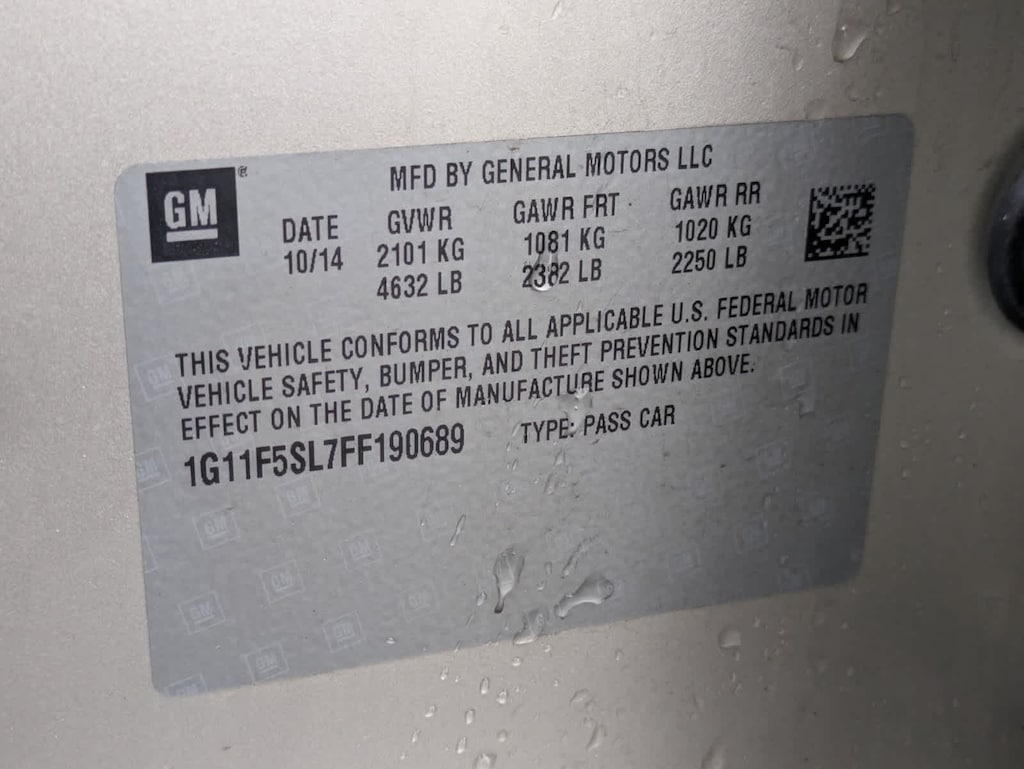 GM®
MFD BY GENERAL MOTORS LLC
DATE GVWR GAWR FRT GAWR RR
10/14 2101 KG 1081 KG 1020 KG
4632 LB 2382 LB 2250 LB
THIS VEHICLE CONFORMS TO ALL APPLICABLE U.S. FEDERAL MOTOR
VEHICLE SAFETY, BUMPER, AND THEFT PREVENTION STANDARDS IN
EFFECT ON THE DATE OF MANUFACTURE SHOWN ABOVE.
1G11F5SL7FF190689 TYPE: PASS CAR